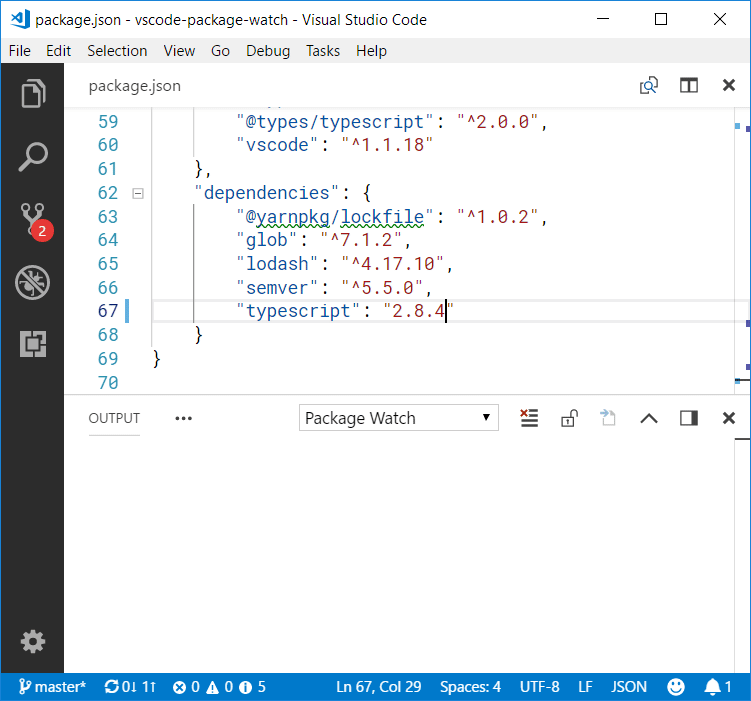 package.json - vscode-package-watch - Visual Studio Code
File Edit Selection View Go Debug Tasks Help
package.json
59 "@types/typescript": "^2.0.0",
60 "vscode": "^1.1.18"
61 },
62 "dependencies": {
63 "@yarnpkg/lockfile": "^1.0.2",
64 "glob": "^7.1.2",
65 "lodash": "^4.17.10",
66 "semver": "^5.5.0",
67 "typescript": "2.8.4"
68 }
69 }
70
2
OUTPUT ••• Package Watch
master* 0↓ 1↑ 0 0 5 Ln 67, Col 29 Spaces: 4 UTF-8 LF JSON 1